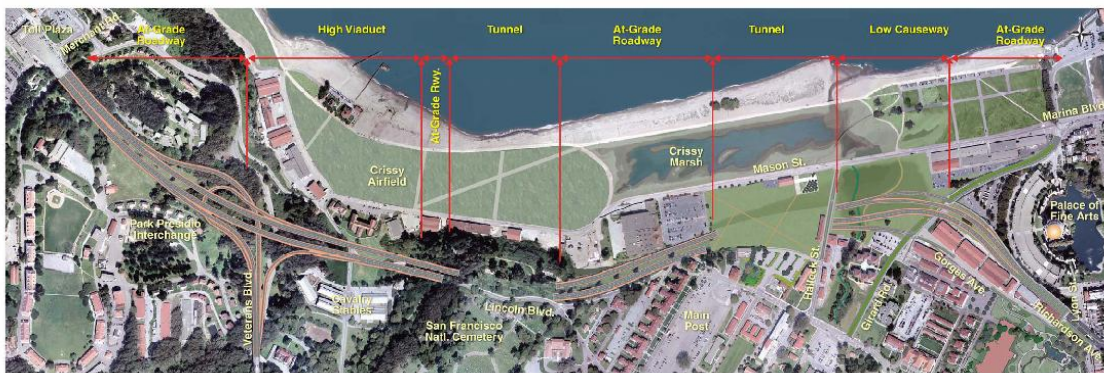 Toll Plaza
Merchant Rd.
At-Grade
Roadway
High Viaduct
At-Grade Rwy.
Tunnel
At-Grade
Roadway
Tunnel
Low Causeway
At-Grade
Roadway
Marina Blvd.
Mason St.
Crissy
Airfield
Crissy
Marsh
Park Presidio
Interchange
Veterans Blvd.
Cavalry
Stables
Lincoln Blvd.
San Francisco
Natl. Cemetery
Main
Post
Halleck St.
Girard Rd.
Gorgas Ave.
Richardson Ave.
Palace of
Fine Arts
Lyon St.